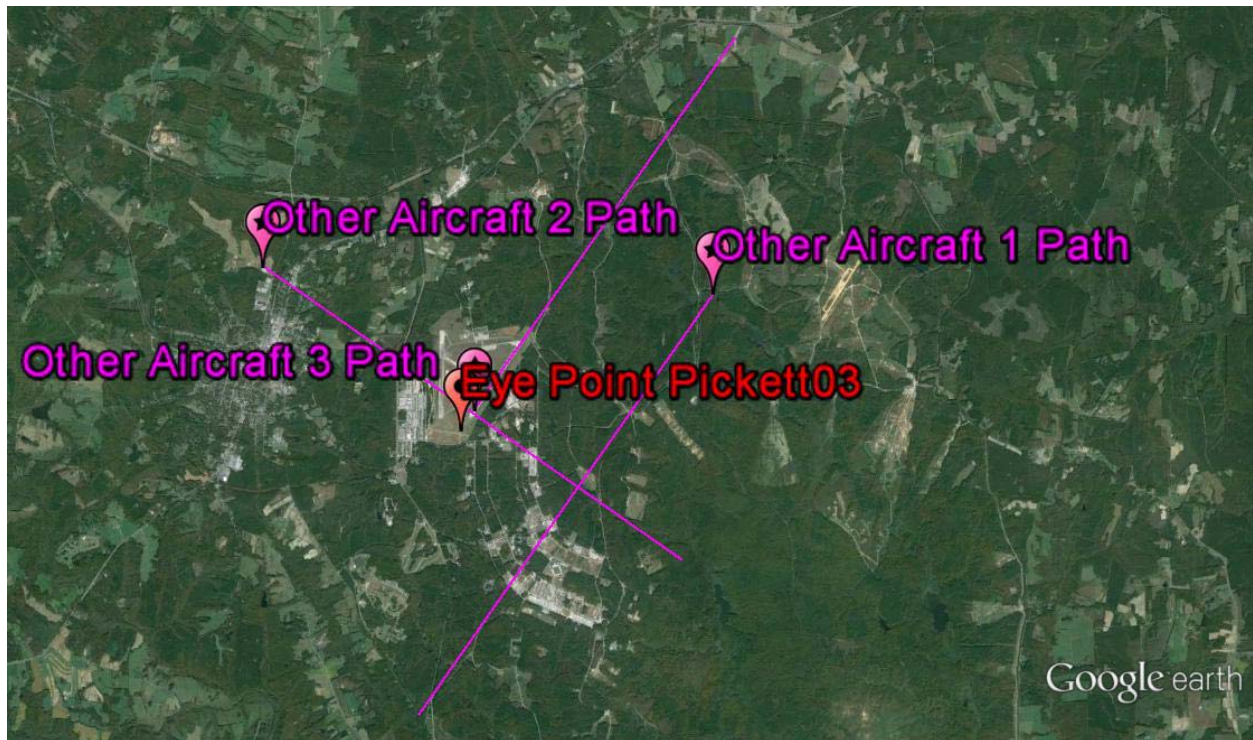 Other Aircraft 2 Path
Other Aircraft 1 Path
Other Aircraft 3 Path
Eye Point Pickett03
Google earth